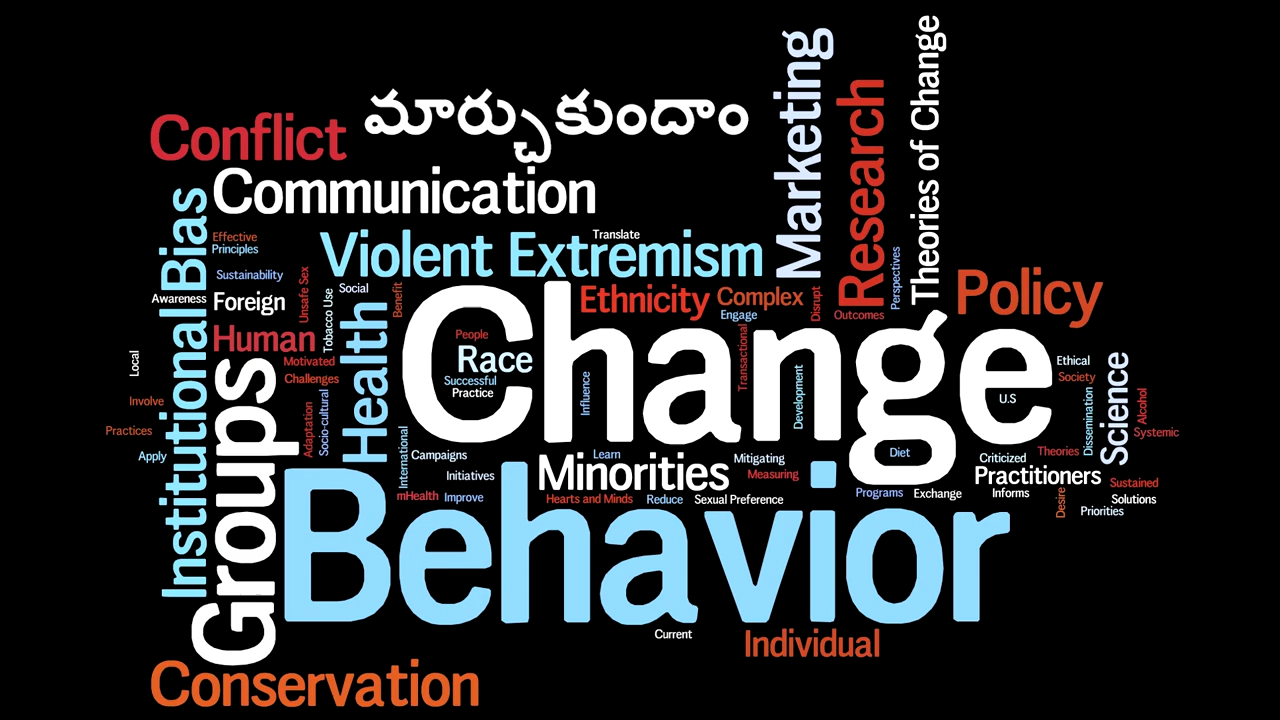 Theories of Change
Marketing
Research
మార్చుకుందాం
Conflict
Communication
Institutional Bias
Effective
Principles
Translate
Violent Extremism
Sustainability
Unsafe Sex
Perspectives
Policy
Awareness
Foreign
Tobacco Use
Social
Benefit
Ethnicity
Complex
Disrupt
Outcomes
Engage
Change
Human
Health
People
Race
Transactional
Local
Motivated
Challenges
Successful
Practice
Influence
Development
Ethical
Society
Science
U.S
Dissemination
Alcohol
Systemic
Involve
Practices
Apply
Groups
Adaptation
Socio-cultural
International
Campaigns
Learn
Mitigating
Diet
Criticized
Theories
Initiatives
Minorities
Measuring
Practitioners
Sustained
mHealth
Improve
Hearts and Minds
Reduce
Sexual Preference
Programs
Exchange
Informs
Desire
Solutions
Priorities
Behavior
Current
Individual
Conservation